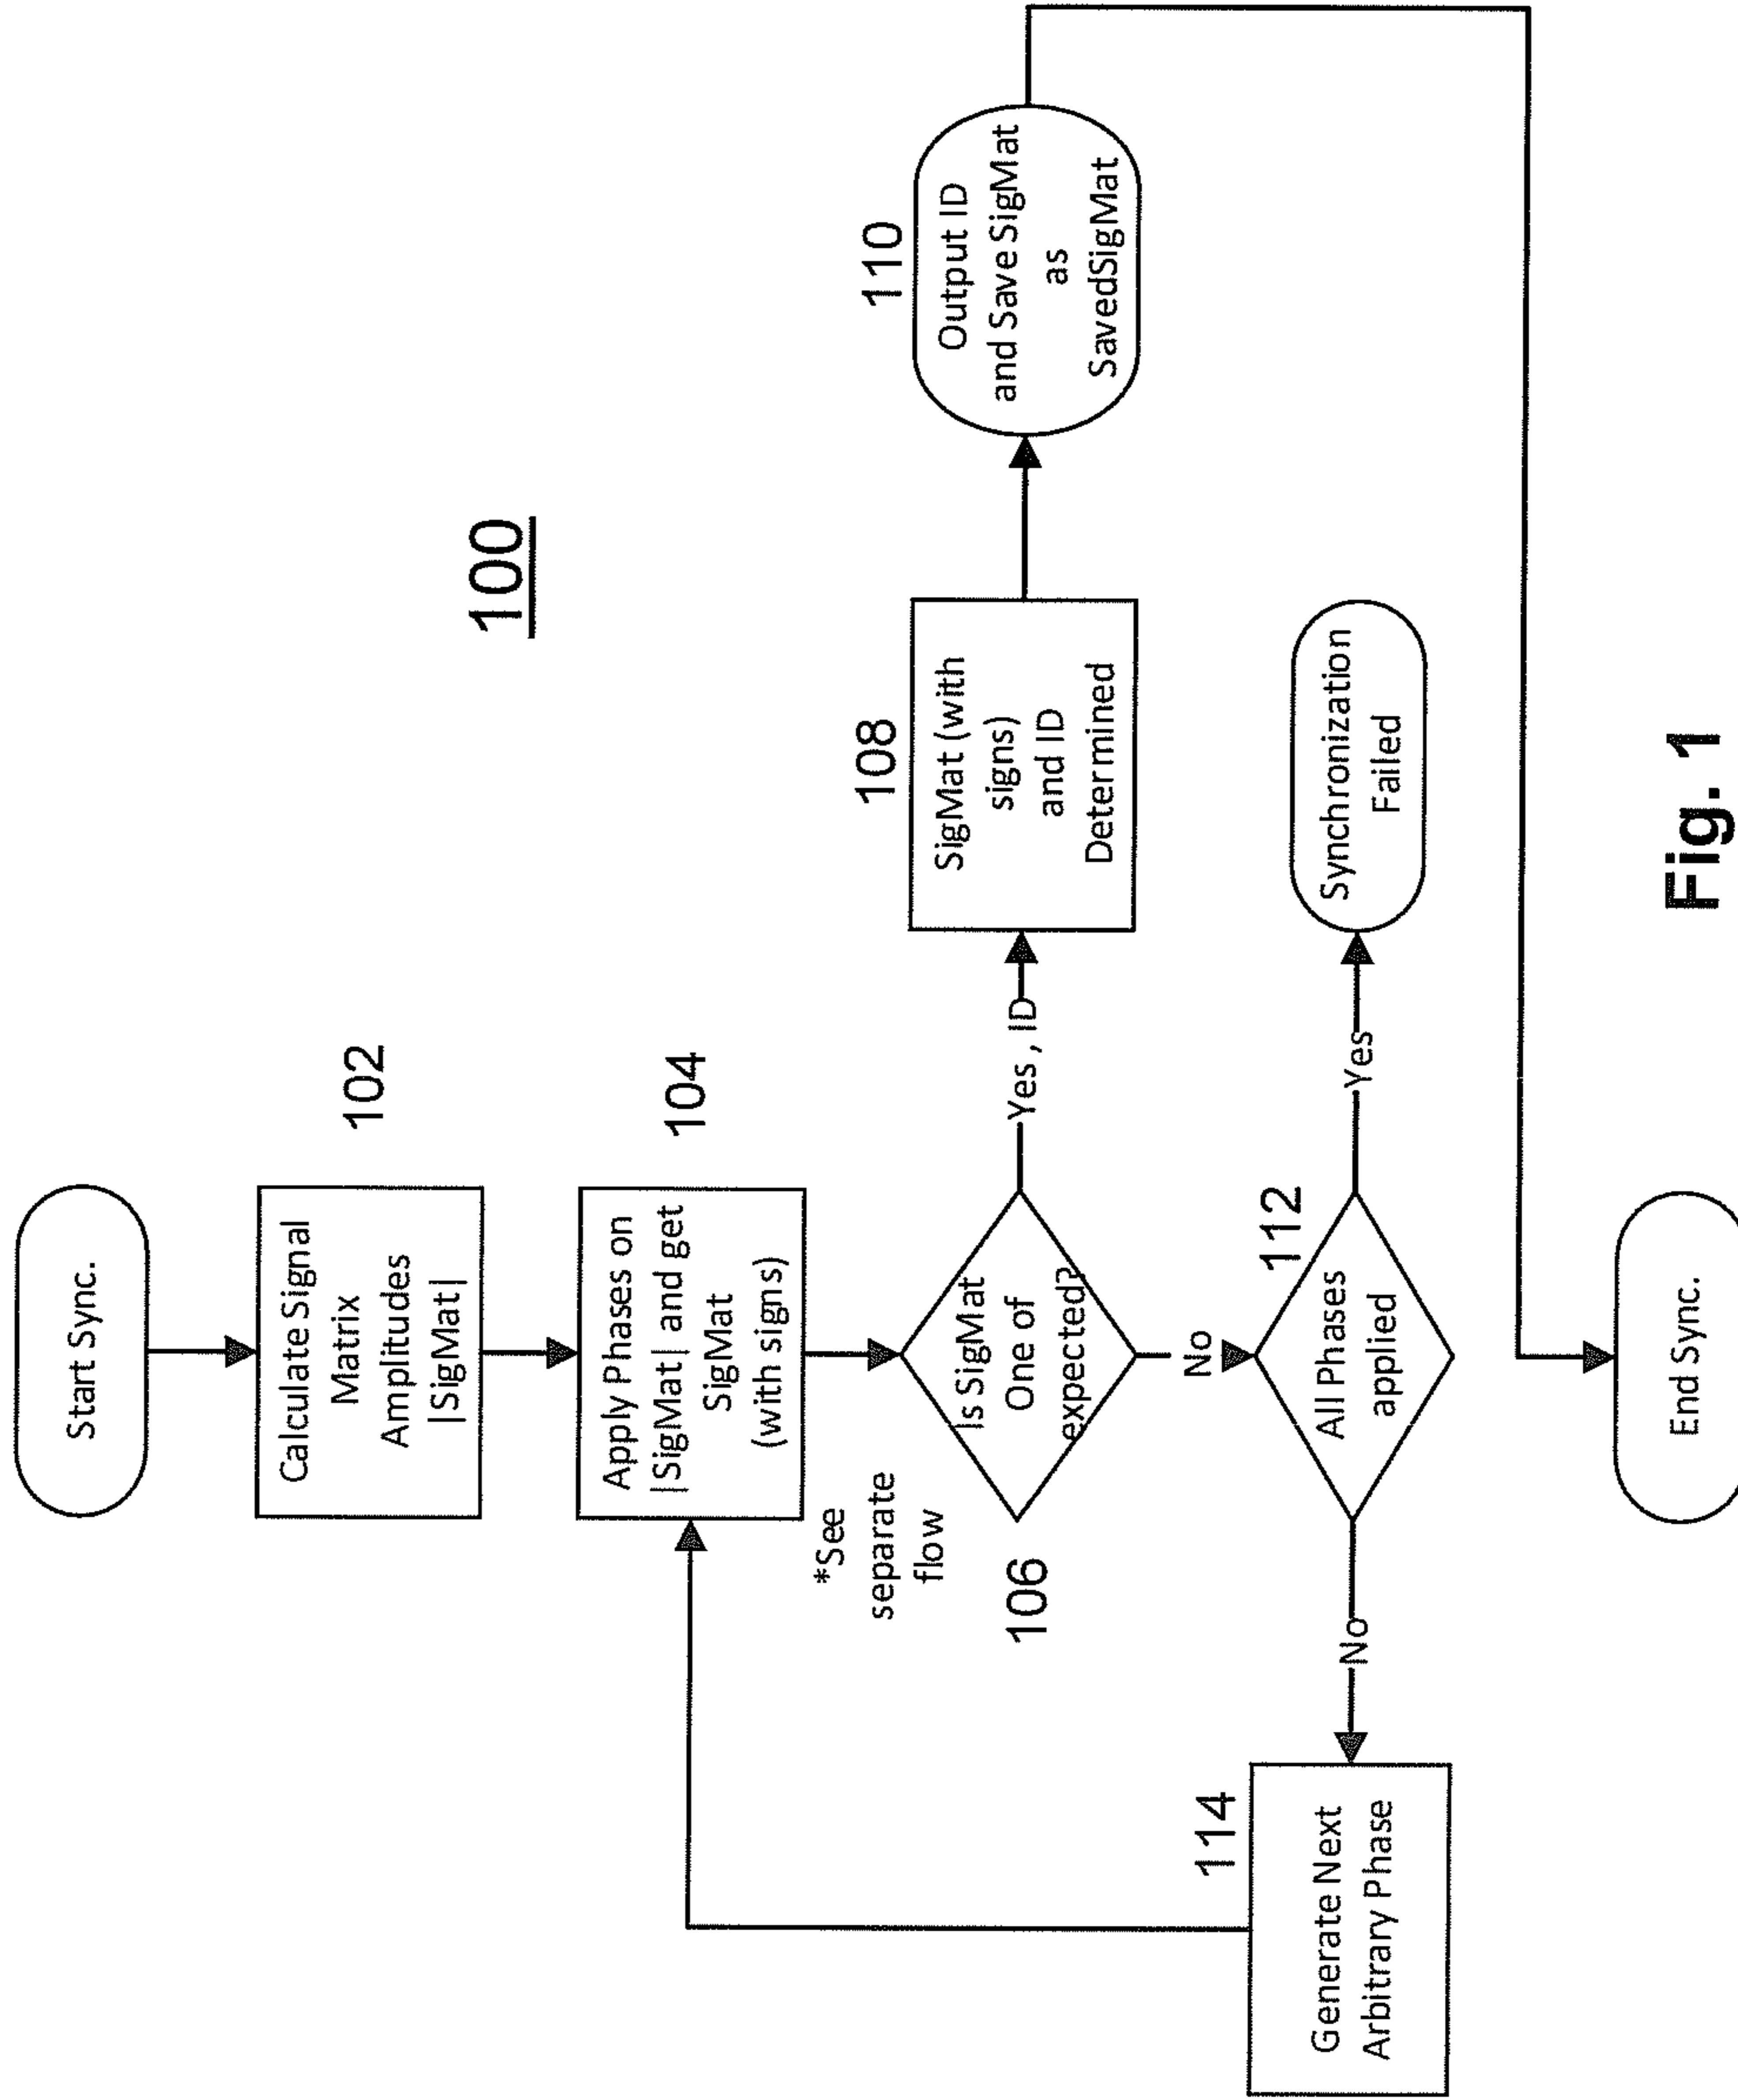 100
Start Sync.
Calculate Signal
Matrix
Amplitudes
|SigMat|
102
Apply Phases on
|SigMat| and get
SigMat
(with signs)
104
*See
separate
flow
Is SigMat
One of
expected?
106
Yes, ID
SigMat (with
signs)
and ID
Determined
108
Output ID
and Save SigMat
as
SavedSigMat
110
No
All Phases
applied
112
Yes
Synchronization
Failed
No
Generate Next
Arbitrary Phase
114
End Sync.
Fig. 1